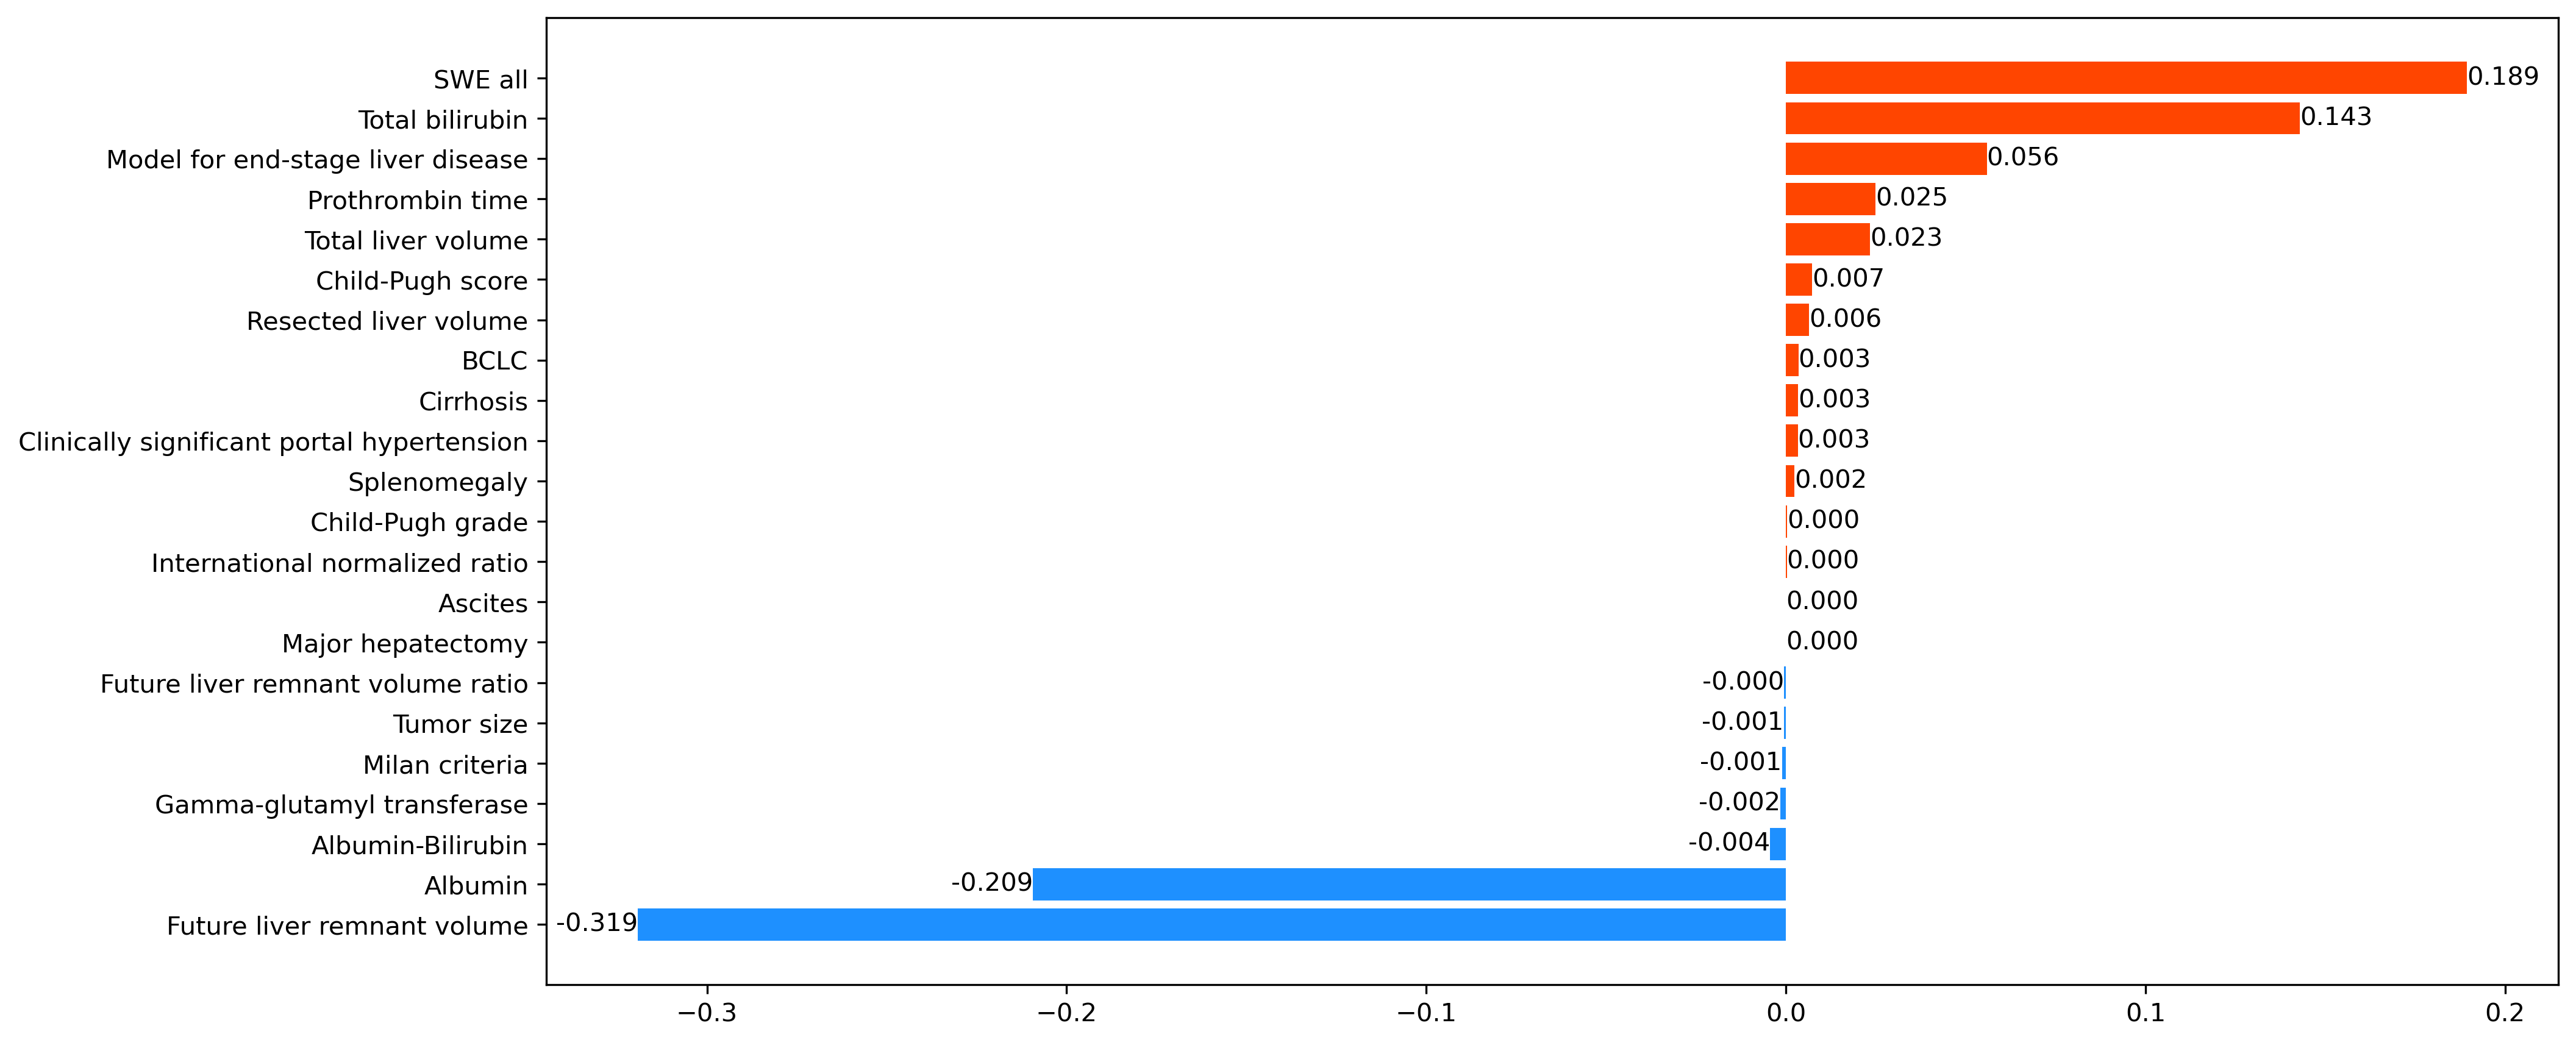 SWE all 0.189
Total bilirubin 0.143
Model for end-stage liver disease 0.056
Prothrombin time 0.025
Total liver volume 0.023
Child-Pugh score 0.007
Resected liver volume 0.006
BCLC 0.003
Cirrhosis 0.003
Clinically significant portal hypertension 0.003
Splenomegaly 0.002
Child-Pugh grade 0.000
International normalized ratio 0.000
Ascites 0.000
Major hepatectomy 0.000
Future liver remnant volume ratio -0.000
Tumor size -0.001
Milan criteria -0.001
Gamma-glutamyl transferase -0.002
Albumin-Bilirubin -0.004
Albumin -0.209
Future liver remnant volume -0.319
−0.3 −0.2 −0.1 0.0 0.1 0.2